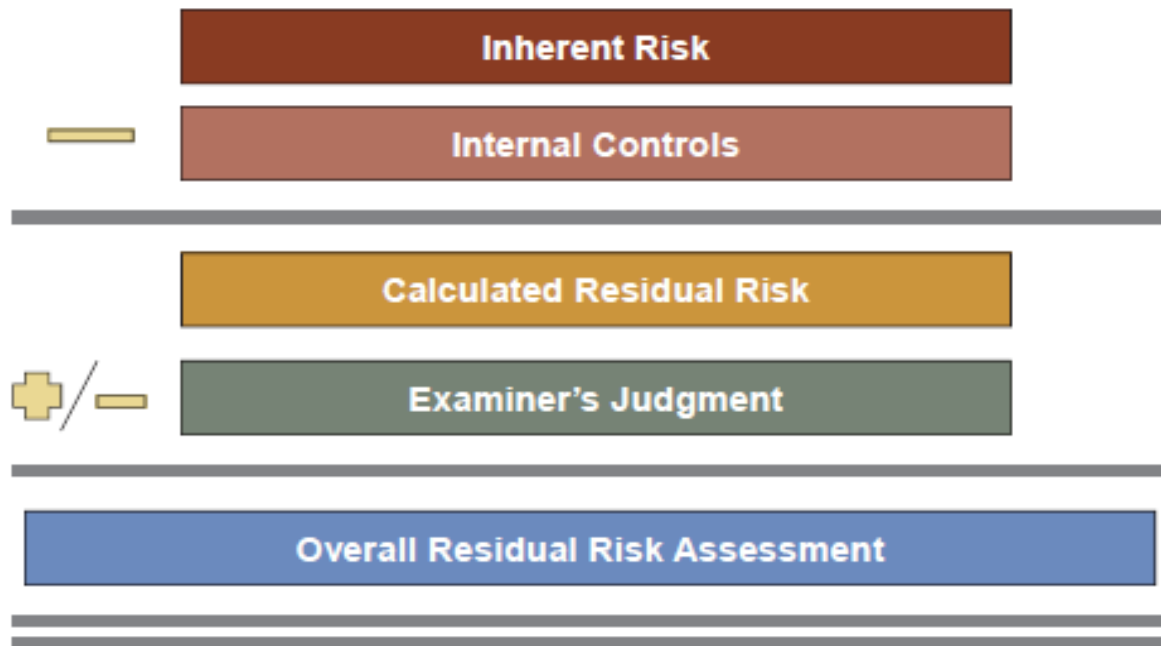 Inherent Risk
Internal Controls
Calculated Residual Risk
Examiner’s Judgment
Overall Residual Risk Assessment